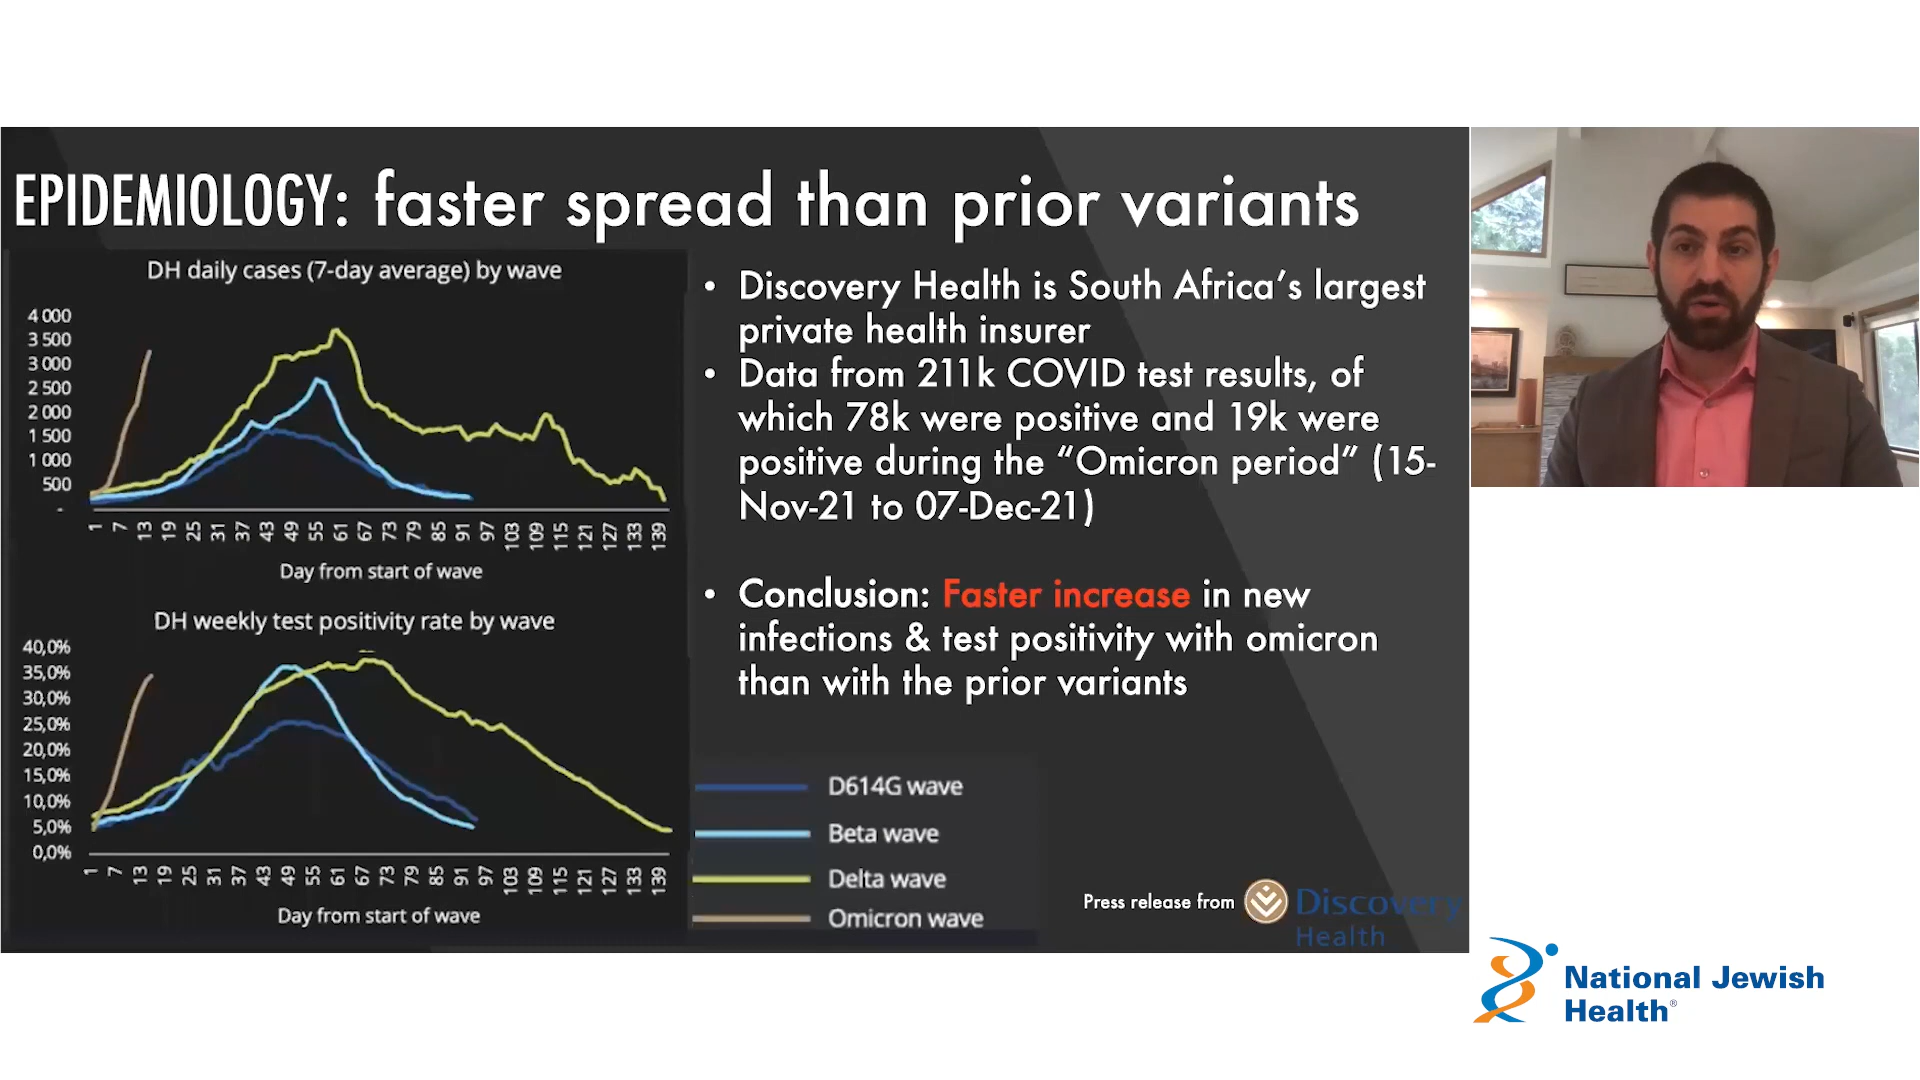 EPIDEMIOLOGY: faster spread than prior variants
DH daily cases (7-day average) by wave
4 000
3 500
3 000
2 500
2 000
1 500
1 000
500
-
1 7 13 19 25 31 37 43 49 55 61 67 73 79 85 91 97 103 109 115 121 127 133 139
Day from start of wave
DH weekly test positivity rate by wave
40,0%
35,0%
30,0%
25,0%
20,0%
15,0%
10,0%
5,0%
0,0%
1 7 13 19 25 31 37 43 49 55 61 67 73 79 85 91 97 103 109 115 121 127 133 139
Day from start of wave
• Discovery Health is South Africa’s largest
private health insurer
• Data from 211k COVID test results, of
which 78k were positive and 19k were
positive during the “Omicron period” (15-
Nov-21 to 07-Dec-21)
• Conclusion: Faster increase in new
infections & test positivity with omicron
than with the prior variants
D614G wave
Beta wave
Delta wave
Omicron wave
Press release from
Discovery
Health
National Jewish
Health®